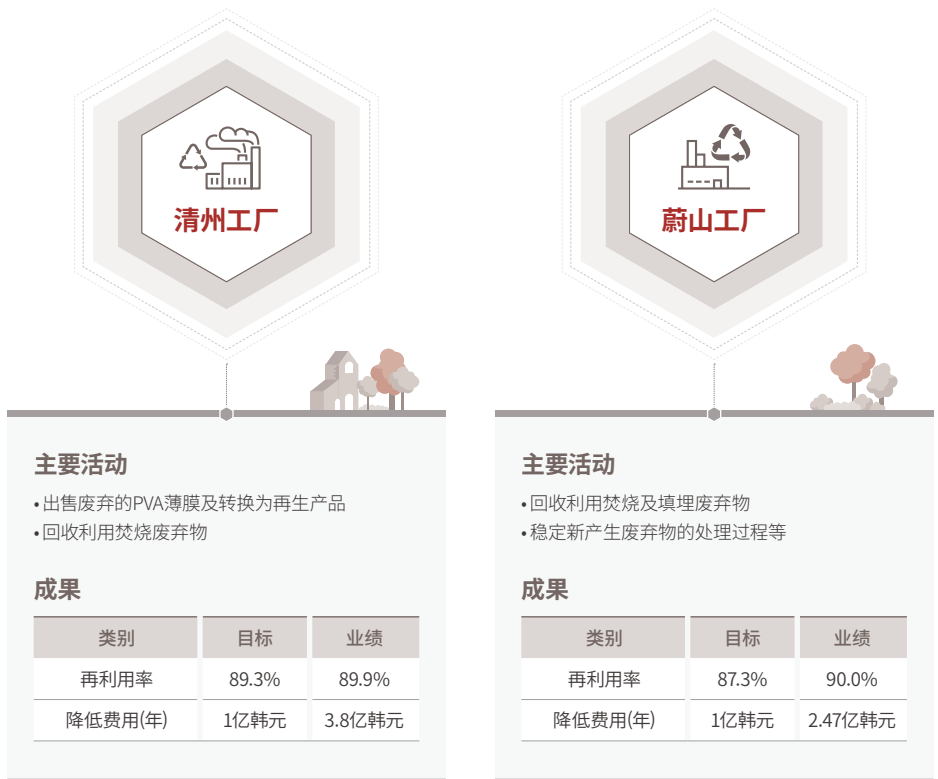 清州工厂
主要活动
• 出售废弃的PVA薄膜及转换为再生产品
• 回收利用焚烧废弃物
成果
类别 目标 业绩
再利用率 89.3% 89.9%
降低费用(年) 1亿韩元 3.8亿韩元
蔚山工厂
主要活动
• 回收利用焚烧及填埋废弃物
• 稳定新产生废弃物的处理过程等
成果
类别 目标 业绩
再利用率 87.3% 90.0%
降低费用(年) 1亿韩元 2.47亿韩元